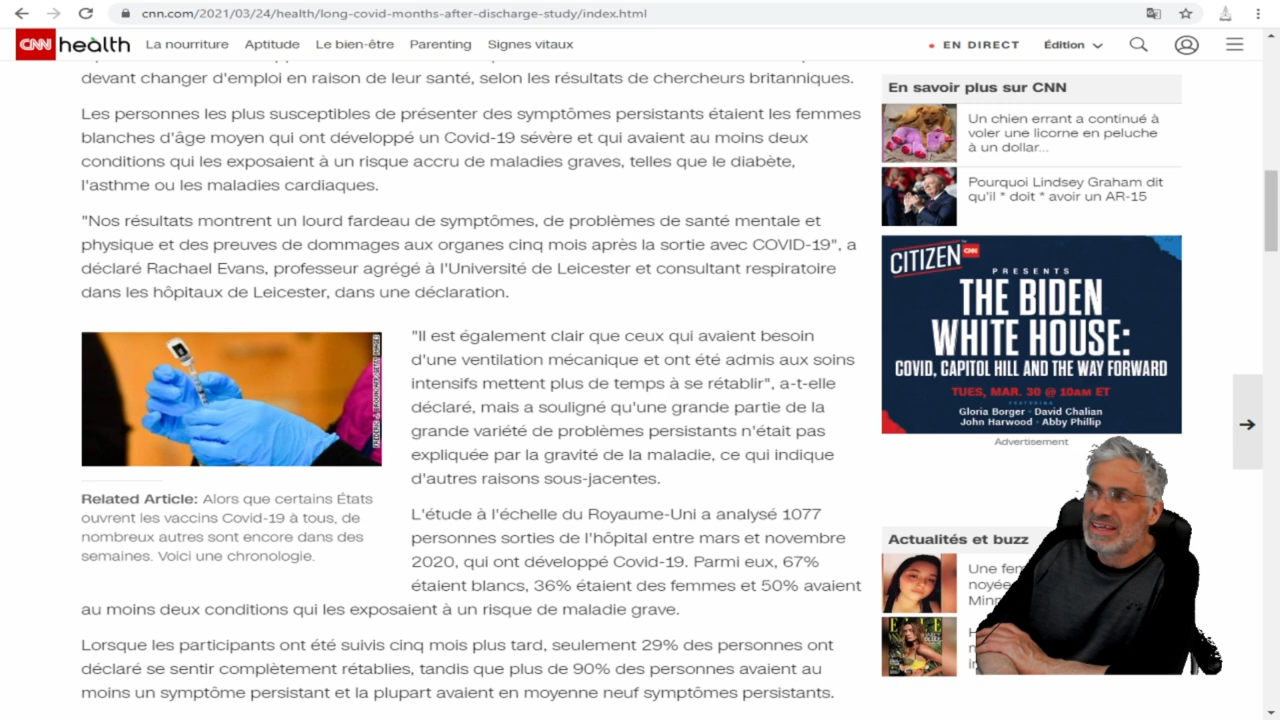 cnn.com/2021/03/24/health/long-covid-months-after-discharge-study/index.html
CNN health
La nourriture
Aptitude
Le bien-être
Parenting
Signes vitaux
EN DIRECT
Édition
devant changer d'emploi en raison de leur santé, selon les résultats de chercheurs britanniques.
Les personnes les plus susceptibles de présenter des symptômes persistants étaient les femmes
blanches d'âge moyen qui ont développé un Covid-19 sévère et qui avaient au moins deux
conditions qui les exposaient à un risque accru de maladies graves, telles que le diabète,
l'asthme ou les maladies cardiaques.
"Nos résultats montrent un lourd fardeau de symptômes, de problèmes de santé mentale et
physique et des preuves de dommages aux organes cinq mois après la sortie avec COVID-19", a
déclaré Rachael Evans, professeur agrégé à l'Université de Leicester et consultant respiratoire
dans les hôpitaux de Leicester, dans une déclaration.
"Il est également clair que ceux qui avaient besoin
d'une ventilation mécanique et ont été admis aux soins
intensifs mettent plus de temps à se rétablir", a-t-elle
déclaré, mais a souligné qu'une grande partie de la
grande variété de problèmes persistants n'était pas
expliquée par la gravité de la maladie, ce qui indique
d'autres raisons sous-jacentes.
Related Article: Alors que certains États
ouvrent les vaccins Covid-19 à tous, de
nombreux autres sont encore dans des
semaines. Voici une chronologie.
L'étude à l'échelle du Royaume-Uni a analysé 1077
personnes sorties de l'hôpital entre mars et novembre
2020, qui ont développé Covid-19. Parmi eux, 67%
étaient blancs, 36% étaient des femmes et 50% avaient
au moins deux conditions qui les exposaient à un risque de maladie grave.
Lorsque les participants ont été suivis cinq mois plus tard, seulement 29% des personnes ont
déclaré se sentir complètement rétablies, tandis que plus de 90% des personnes avaient au
moins un symptôme persistant et la plupart avaient en moyenne neuf symptômes persistants.
En savoir plus sur CNN
Un chien errant a continué à
voler une licorne en peluche
à un dollar...
Pourquoi Lindsey Graham dit
qu'il " doit " avoir un AR-15
CITIZEN CNN
PRESENTS
THE BIDEN
WHITE HOUSE:
COVID, CAPITOL HILL AND THE WAY FORWARD
TUES, MAR. 30 @ 10AM ET
FEATURING
Gloria Borger · David Chalian
John Harwood · Abby Phillip
Advertisement
Actualités et buzz
Une
noyée
ELLE